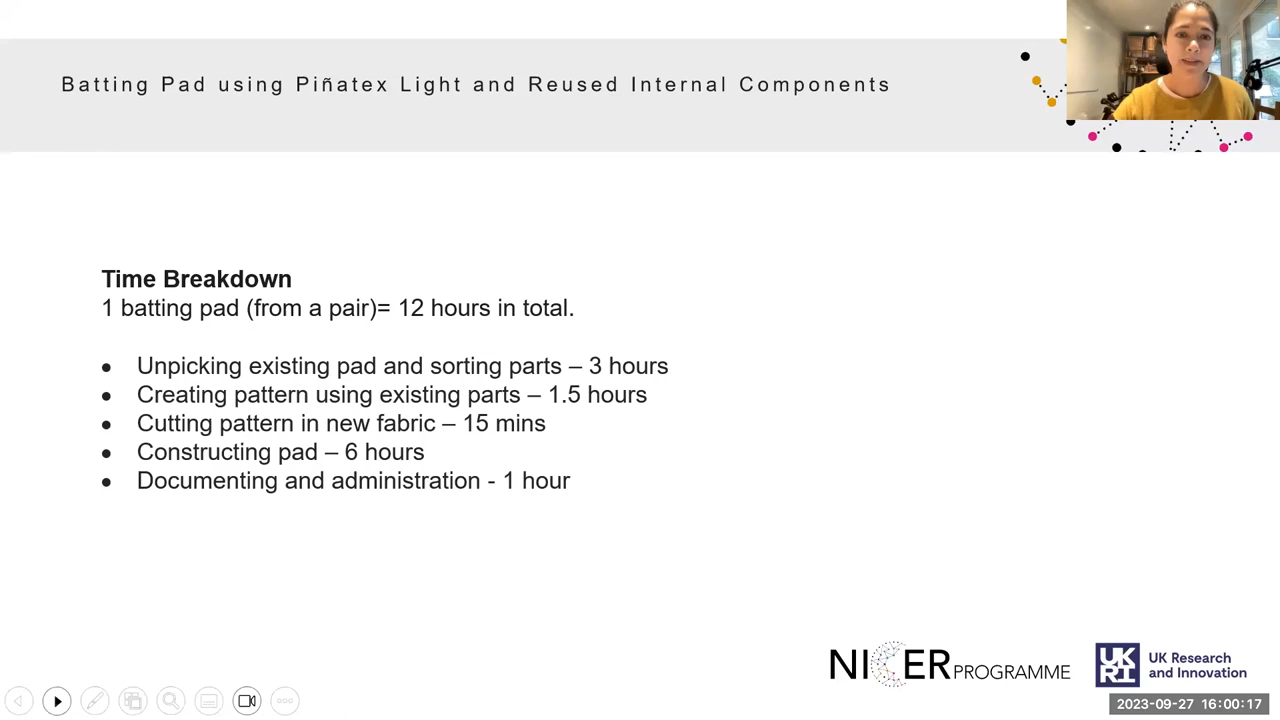 Batting Pad using Piñatex Light and Reused Internal Components
Time Breakdown
1 batting pad (from a pair)= 12 hours in total.
• Unpicking existing pad and sorting parts – 3 hours
• Creating pattern using existing parts – 1.5 hours
• Cutting pattern in new fabric – 15 mins
• Constructing pad – 6 hours
• Documenting and administration - 1 hour
NICER PROGRAMME
UKRI
UK Research
and Innovation
2023-09-27 16:00:17